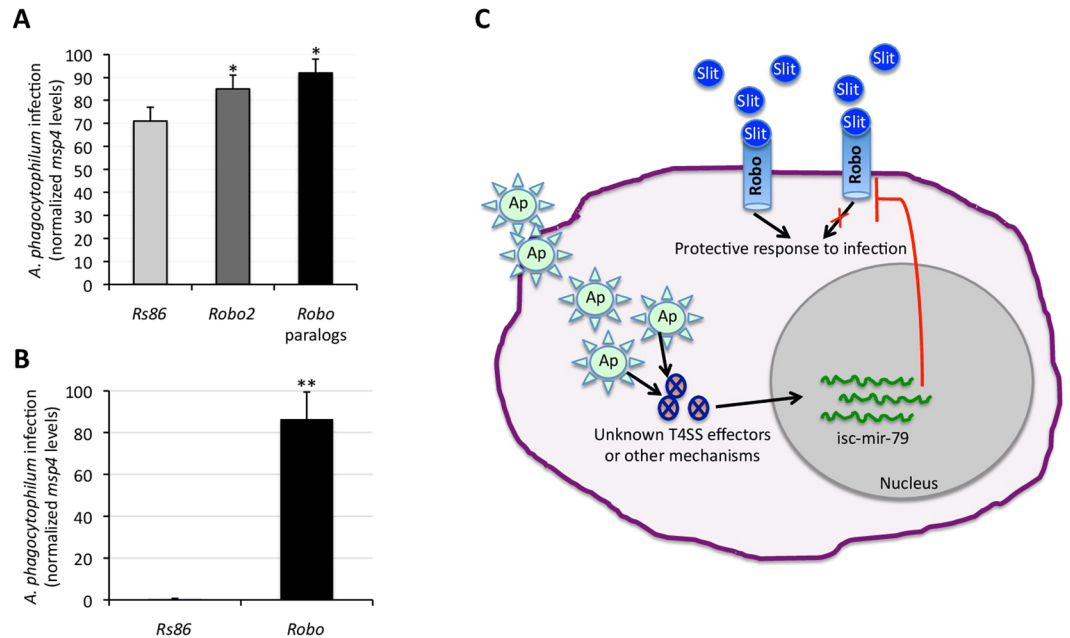 A
A. phagocytophilum infection
(normalized msp4 levels)
100
90
80
70
60
50
40
30
20
10
0
*
*
Rs86
Robo2
Robo
paralogs
B
A. phagocytophilum infection
(normalized msp4 levels)
100
80
60
40
20
0
**
Rs86
Robo
C
Slit
Slit
Slit
Slit
Slit
Slit
Slit
Robo
Robo
Ap
Ap
Ap
Ap
Ap
Protective response to infection
Unknown T4SS effectors
or other mechanisms
isc-mir-79
Nucleus